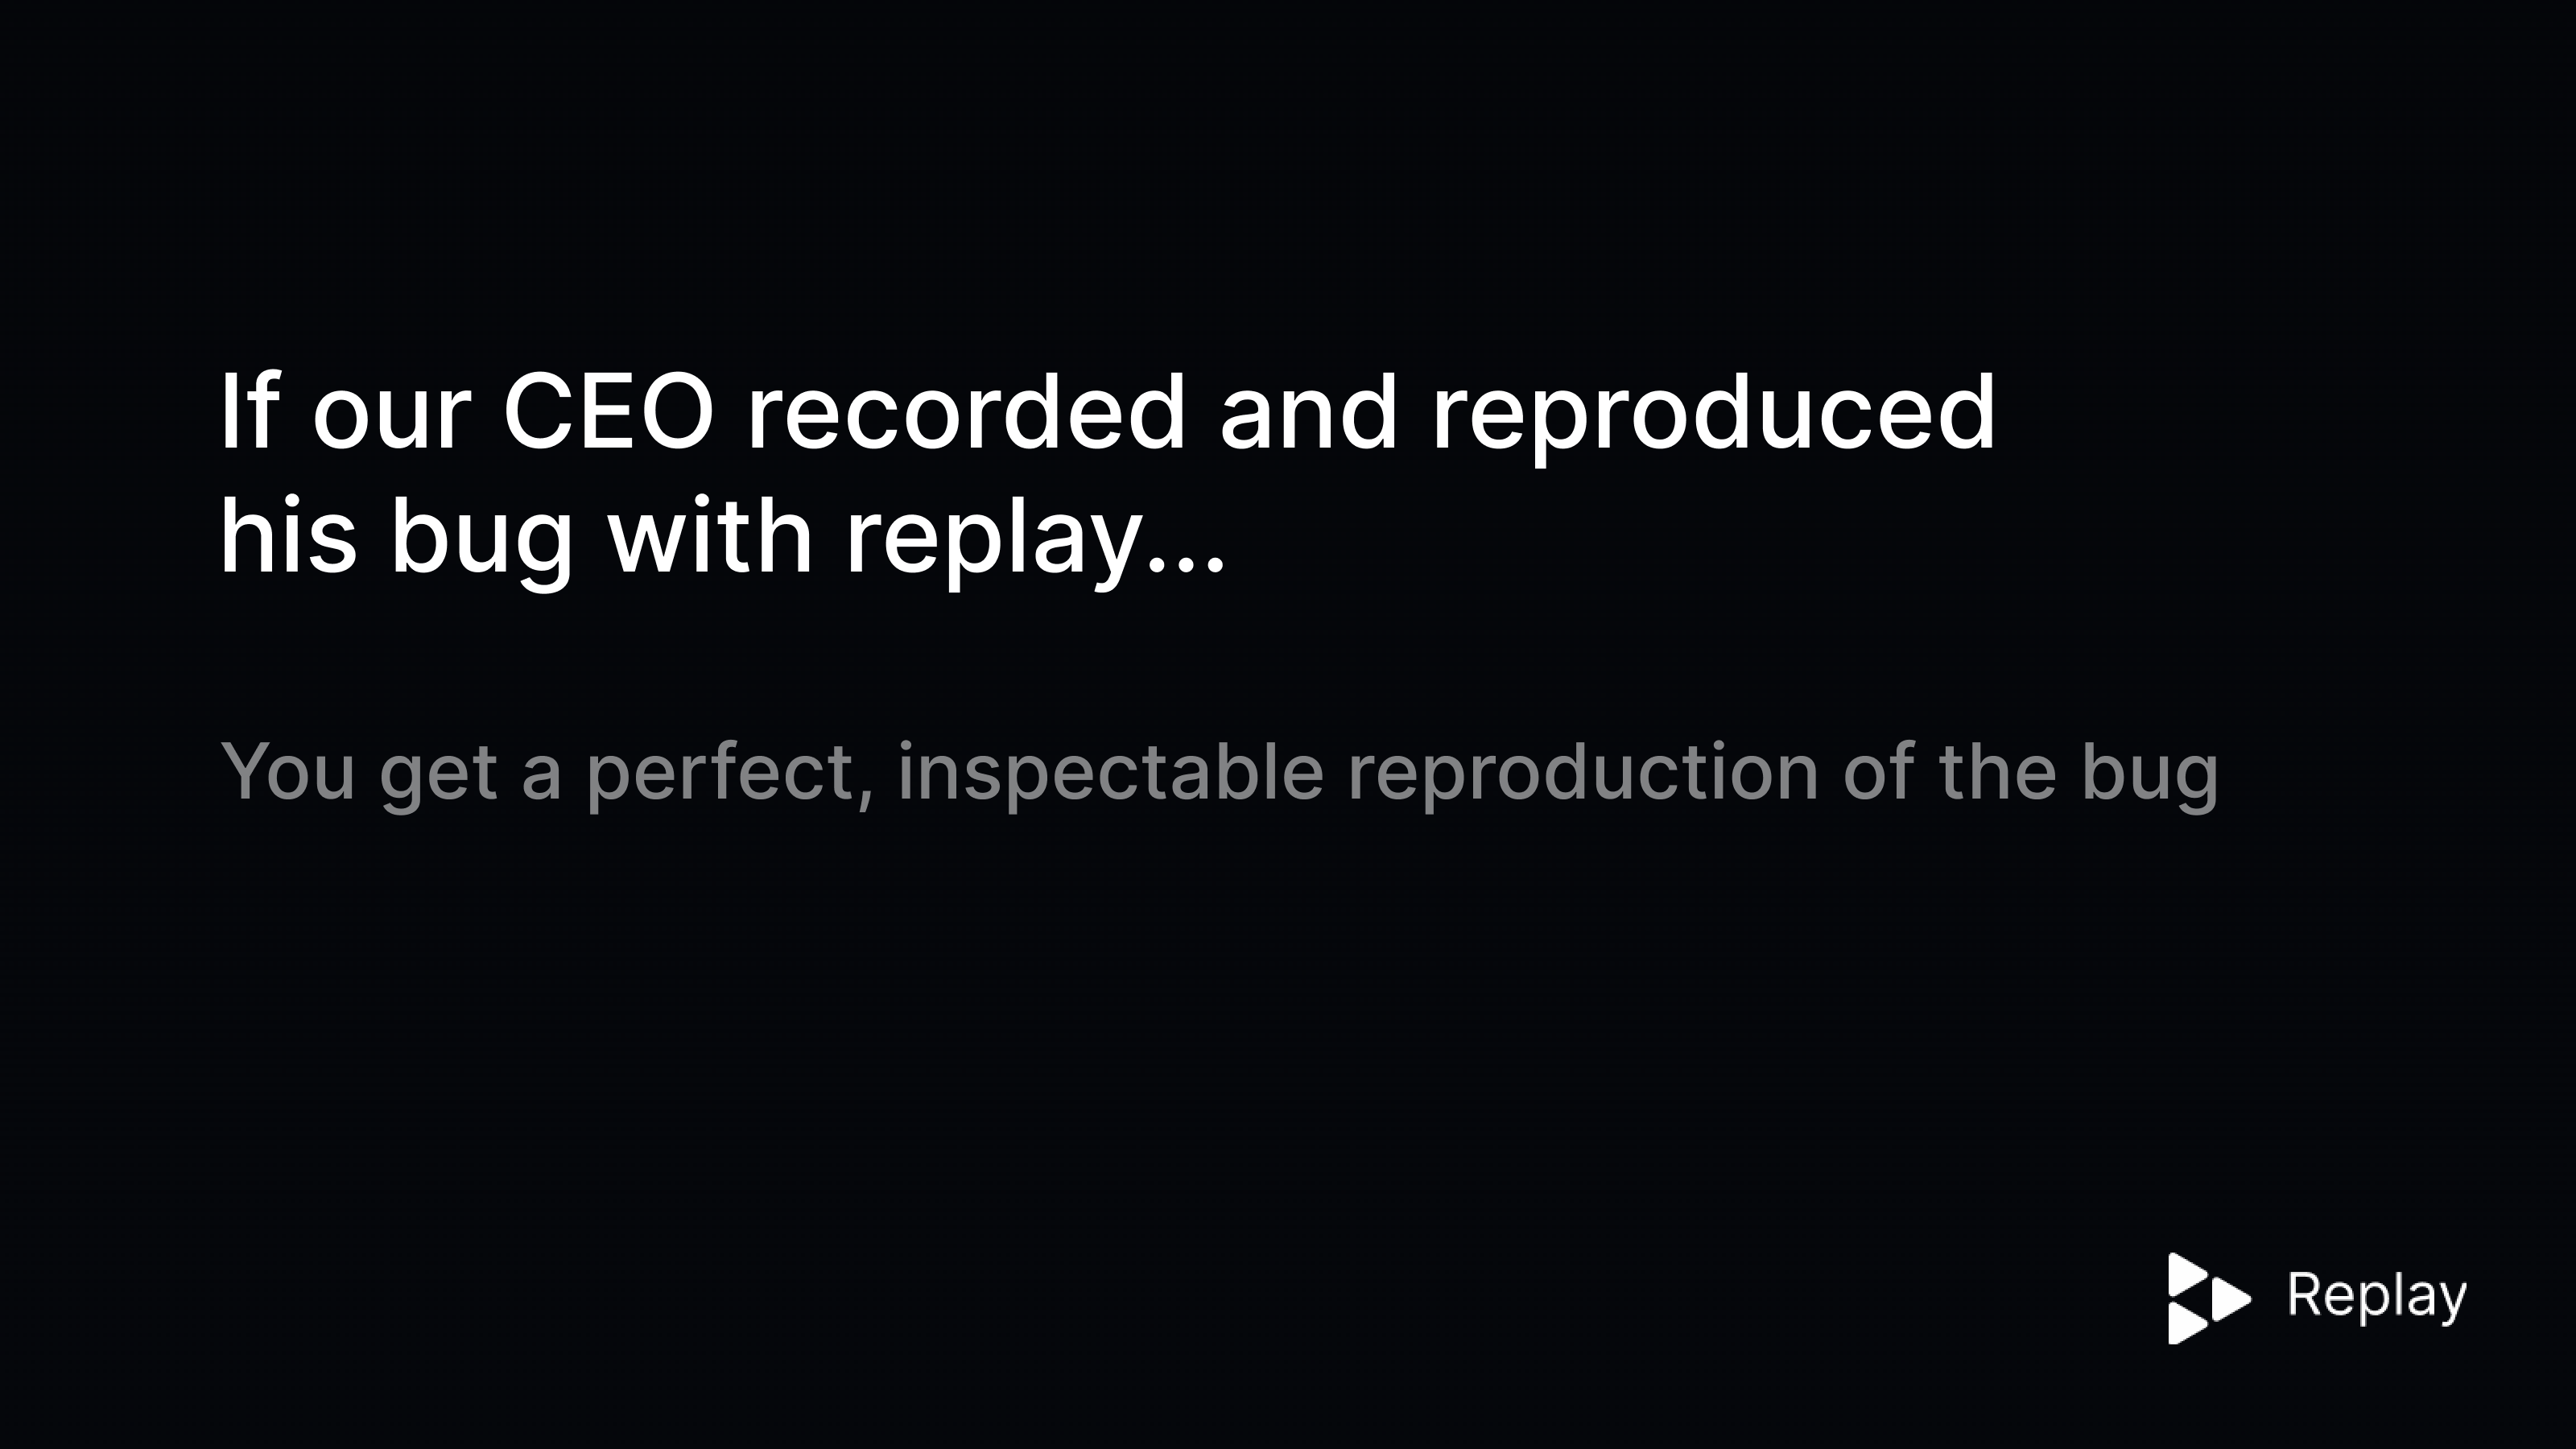 If our CEO recorded and reproduced
his bug with replay...
You get a perfect, inspectable reproduction of the bug
Replay